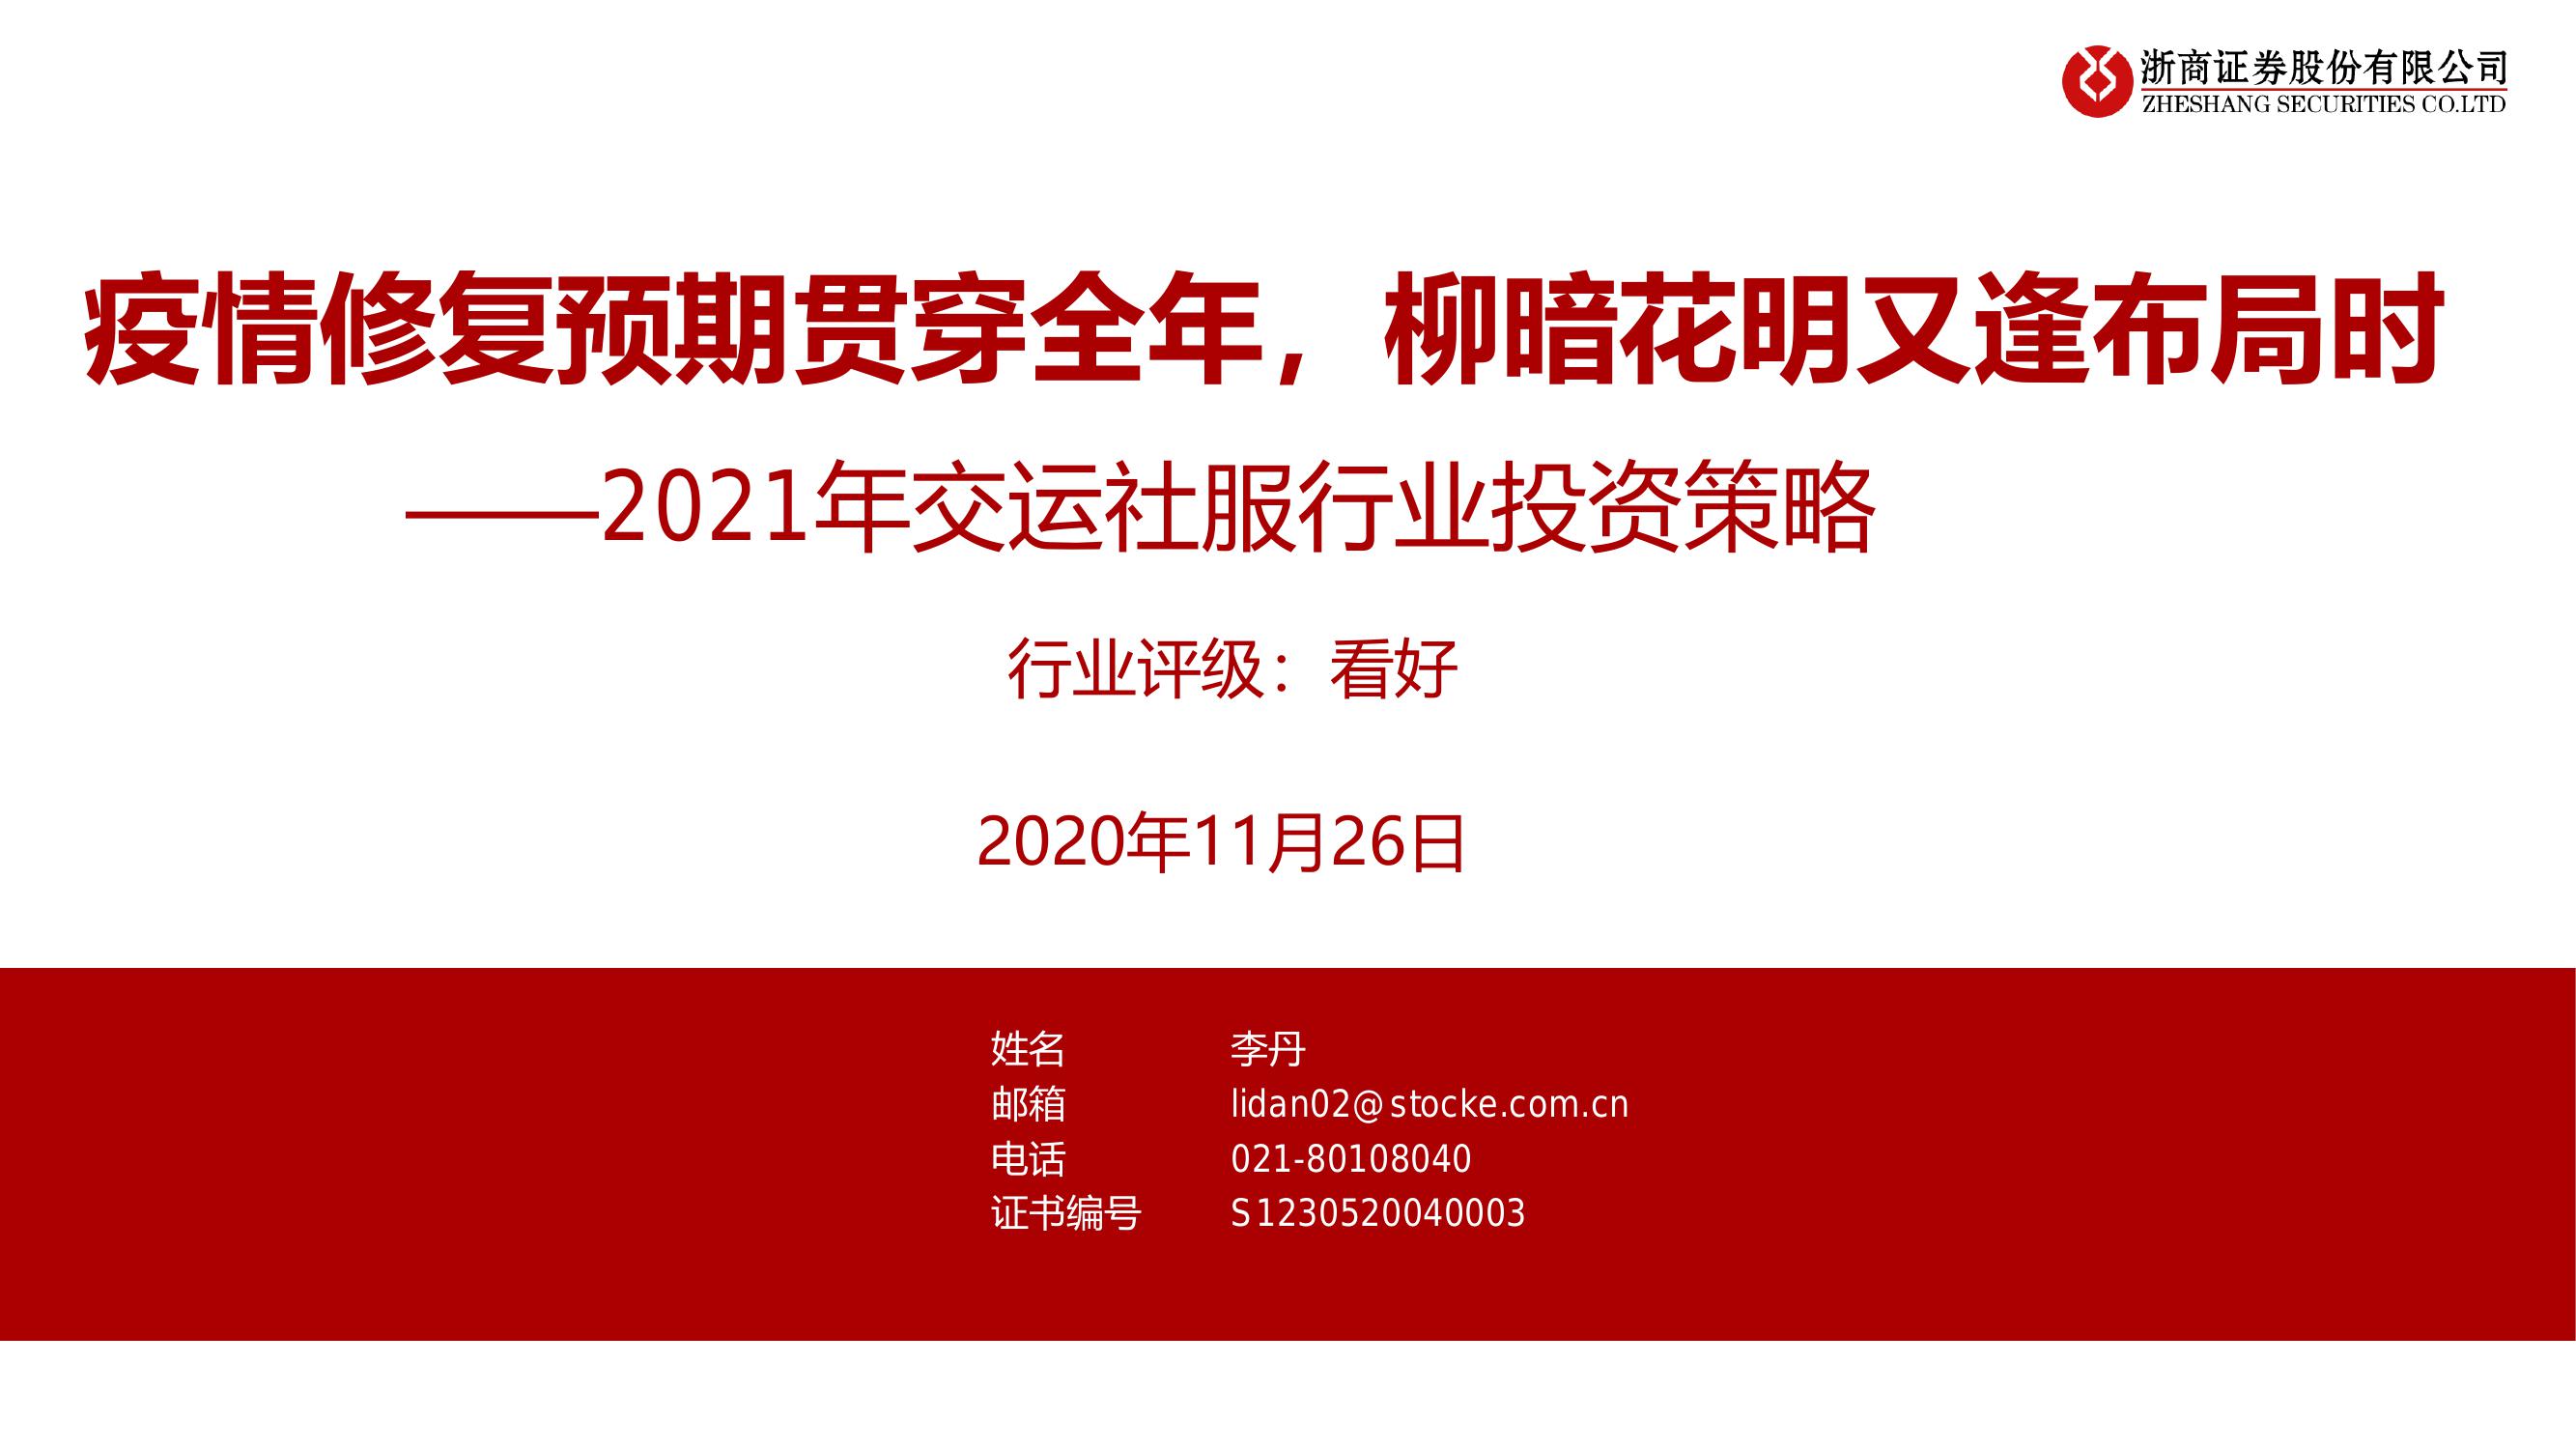 浙商证券股份有限公司
ZHESHANG SECURITIES CO.LTD
疫情修复预期贯穿全年，柳暗花明又逢布局时
——2021年交运社服行业投资策略
行业评级：看好
2020年11月26日
姓名 李丹
邮箱 lidan02@stocke.com.cn
电话 021-80108040
证书编号 S1230520040003